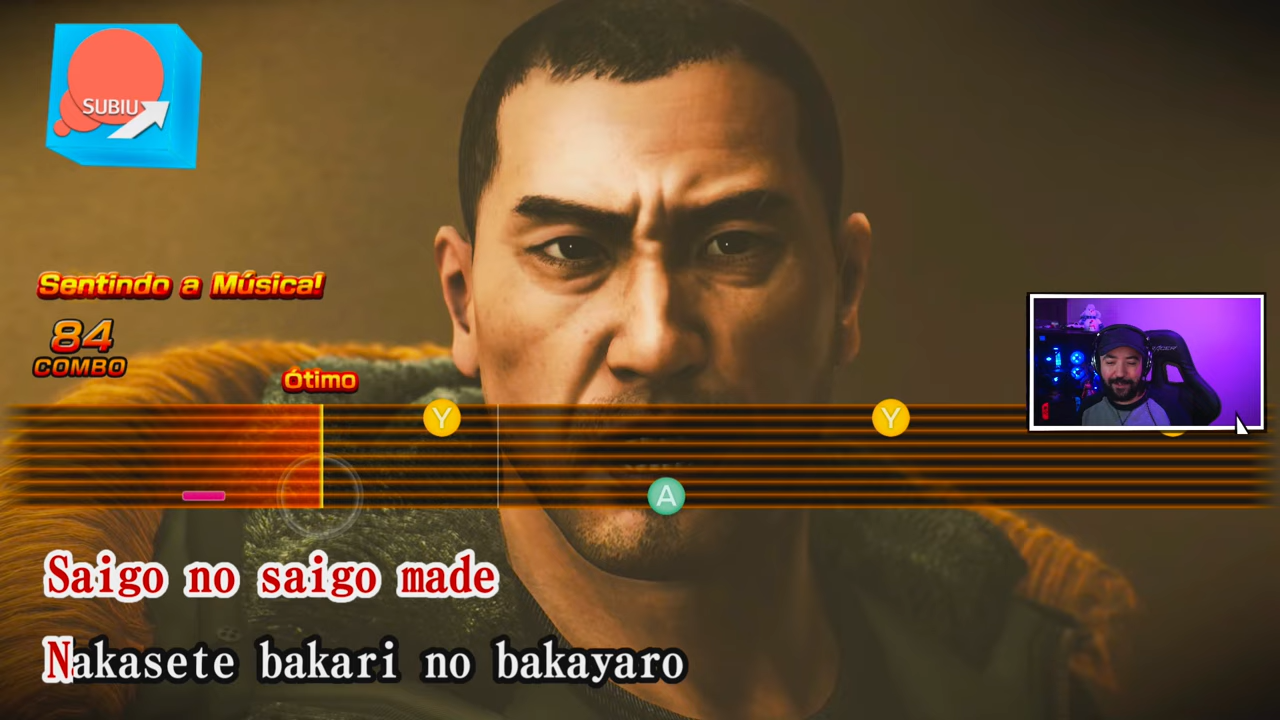 SUBIU
Sentindo a Música!
84
COMBO
Ótimo
Y
Y
A
Saigo no saigo made
Nakasete bakari no bakayaro